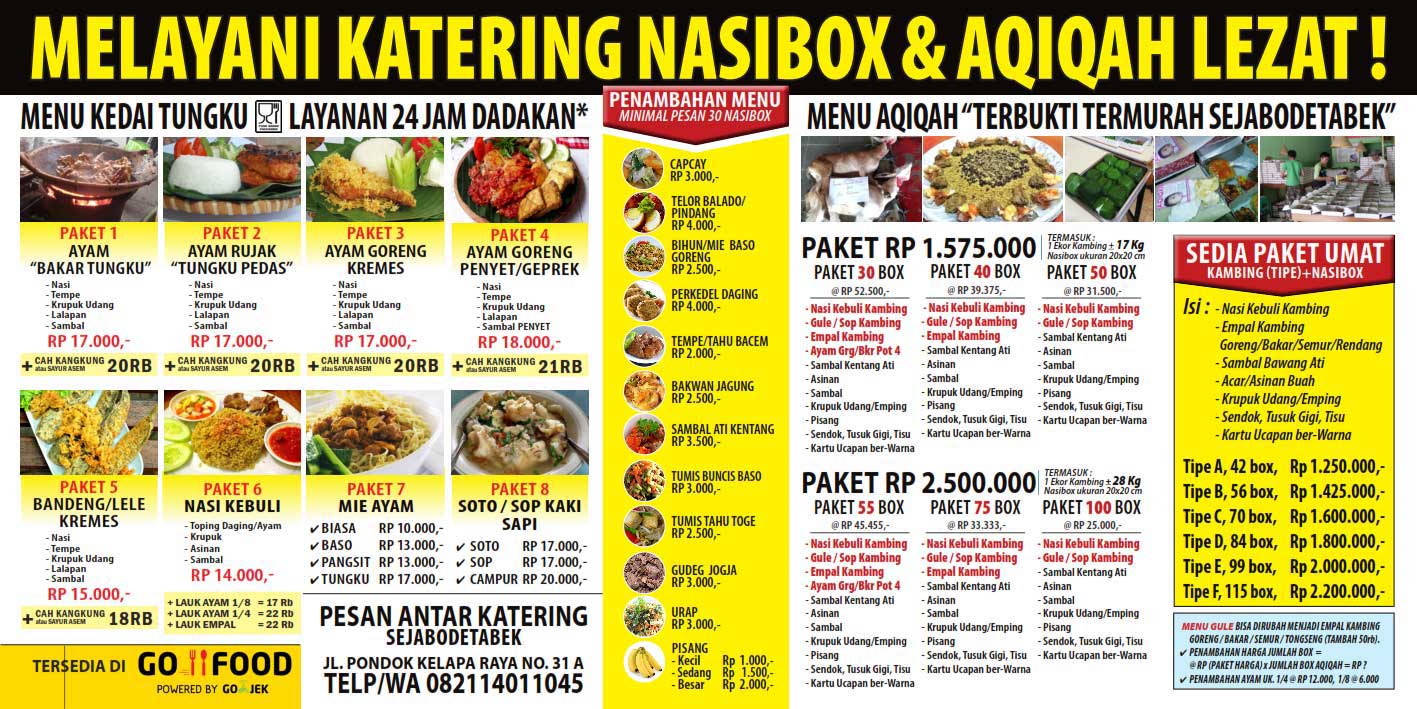 MELAYANI KATERING NASIBOX & AQIQAH LEZAT !
MENU KEDAI TUNGKU LAYANAN 24 JAM DADAKAN*
PAKET 1
AYAM
“BAKAR TUNGKU”
- Nasi
- Tempe
- Krupuk Udang
- Lalapan
- Sambal
RP 17.000,-
+ CAH KANGKUNG atau SAYUR ASEM 20RB
PAKET 2
AYAM RUJAK
“TUNGKU PEDAS”
- Nasi
- Tempe
- Krupuk Udang
- Lalapan
- Sambal
RP 17.000,-
+ CAH KANGKUNG atau SAYUR ASEM 20RB
PAKET 3
AYAM GORENG
KREMES
- Nasi
- Tempe
- Krupuk Udang
- Lalapan
- Sambal
RP 17.000,-
+ CAH KANGKUNG atau SAYUR ASEM 20RB
PAKET 4
AYAM GORENG
PENYET/GEPREK
- Nasi
- Tempe
- Krupuk Udang
- Lalapan
- Sambal PENYET
RP 18.000,-
+ CAH KANGKUNG atau SAYUR ASEM 21RB
PAKET 5
BANDENG/LELE
KREMES
- Nasi
- Tempe
- Krupuk Udang
- Lalapan
- Sambal
RP 15.000,-
+ CAH KANGKUNG atau SAYUR ASEM 18RB
PAKET 6
NASI KEBULI
- Toping Daging/Ayam
- Krupuk
- Asinan
- Sambal
RP 14.000,-
+ LAUK AYAM 1/8 = 17 Rb
+ LAUK AYAM 1/4 = 22 Rb
+ LAUK EMPAL = 22 Rb
PAKET 7
MIE AYAM
✔ BIASA RP 10.000,-
✔ BASO RP 13.000,-
✔ PANGSIT RP 13.000,-
✔ TUNGKU RP 17.000,-
PAKET 8
SOTO / SOP KAKI
SAPI
✔ SOTO RP 17.000,-
✔ SOP RP 17.000,-
✔ CAMPUR RP 20.000,-
TERSEDIA DI GO FOOD
POWERED BY GO-JEK
PESAN ANTAR KATERING
SEJABODETABEK
JL. PONDOK KELAPA RAYA NO. 31 A
TELP/WA 082114011045
PENAMBAHAN MENU
MINIMAL PESAN 30 NASIBOX
CAPCAY
RP 3.000,-
TELOR BALADO/
PINDANG
RP 4.000,-
BIHUN/MIE BASO
GORENG
RP 2.500,-
PERKEDEL DAGING
RP 4.000,-
TEMPE/TAHU BACEM
RP 2.000,-
BAKWAN JAGUNG
RP 2.500,-
SAMBAL ATI KENTANG
RP 3.500,-
TUMIS BUNCIS BASO
RP 3.000,-
TUMIS TAHU TOGE
RP 2.500,-
GUDEG JOGJA
RP 3.000,-
URAP
RP 3.000,-
PISANG
- Kecil Rp 1.000,-
- Sedang Rp 1.500,-
- Besar Rp 2.000,-
MENU AQIQAH “TERBUKTI TERMURAH SEJABODETABEK”
PAKET RP 1.575.000
TERMASUK :
1 Ekor Kambing ± 17 Kg
Nasibox ukuran 20x20 cm
PAKET 30 BOX
@ RP 52.500,-
- Nasi Kebuli Kambing
- Gule / Sop Kambing
- Empal Kambing
- Ayam Grg/Bkr Pot 4
- Sambal Kentang Ati
- Asinan
- Sambal
- Krupuk Udang/Emping
- Pisang
- Sendok, Tusuk Gigi, Tisu
- Kartu Ucapan ber-Warna
PAKET 40 BOX
@ RP 39.375,-
- Nasi Kebuli Kambing
- Gule / Sop Kambing
- Empal Kambing
- Sambal Kentang Ati
- Asinan
- Sambal
- Krupuk Udang/Emping
- Pisang
- Sendok, Tusuk Gigi, Tisu
- Kartu Ucapan ber-Warna
PAKET 50 BOX
@ RP 31.500,-
- Nasi Kebuli Kambing
- Gule / Sop Kambing
- Sambal Kentang Ati
- Asinan
- Sambal
- Krupuk Udang/Emping
- Pisang
- Sendok, Tusuk Gigi, Tisu
- Kartu Ucapan ber-Warna
PAKET RP 2.500.000
TERMASUK :
1 Ekor Kambing ± 28 Kg
Nasibox ukuran 20x20 cm
PAKET 55 BOX
@ RP 45.455,-
- Nasi Kebuli Kambing
- Gule / Sop Kambing
- Empal Kambing
- Ayam Grg/Bkr Pot 4
- Sambal Kentang Ati
- Asinan
- Sambal
- Krupuk Udang/Emping
- Pisang
- Sendok, Tusuk Gigi, Tisu
- Kartu Ucapan ber-Warna
PAKET 75 BOX
@ RP 33.333,-
- Nasi Kebuli Kambing
- Gule / Sop Kambing
- Empal Kambing
- Sambal Kentang Ati
- Asinan
- Sambal
- Krupuk Udang/Emping
- Pisang
- Sendok, Tusuk Gigi, Tisu
- Kartu Ucapan ber-Warna
PAKET 100 BOX
@ RP 25.000,-
- Nasi Kebuli Kambing
- Gule / Sop Kambing
- Sambal Kentang Ati
- Asinan
- Sambal
- Krupuk Udang/Emping
- Pisang
- Sendok, Tusuk Gigi, Tisu
- Kartu Ucapan ber-Warna
SEDIA PAKET UMAT
KAMBING (TIPE)+NASIBOX
Isi : - Nasi Kebuli Kambing
- Empal Kambing
Goreng/Bakar/Semur/Rendang
- Sambal Bawang Ati
- Acar/Asinan Buah
- Krupuk Udang/Emping
- Sendok, Tusuk Gigi, Tisu
- Kartu Ucapan ber-Warna
Tipe A, 42 box, Rp 1.250.000,-
Tipe B, 56 box, Rp 1.425.000,-
Tipe C, 70 box, Rp 1.600.000,-
Tipe D, 84 box, Rp 1.800.000,-
Tipe E, 99 box, Rp 2.000.000,-
Tipe F, 115 box, Rp 2.200.000,-
MENU GULE BISA DIRUBAH MENJADI EMPAL KAMBING
GORENG / BAKAR / SEMUR / TONGSENG (TAMBAH 50rb).
✔ PENAMBAHAN HARGA JUMLAH BOX =
@ RP (PAKET HARGA) x JUMLAH BOX AQIQAH = RP ?
✔ PENAMBAHAN AYAM UK. 1/4 @ RP 12.000, 1/8 @ 6.000